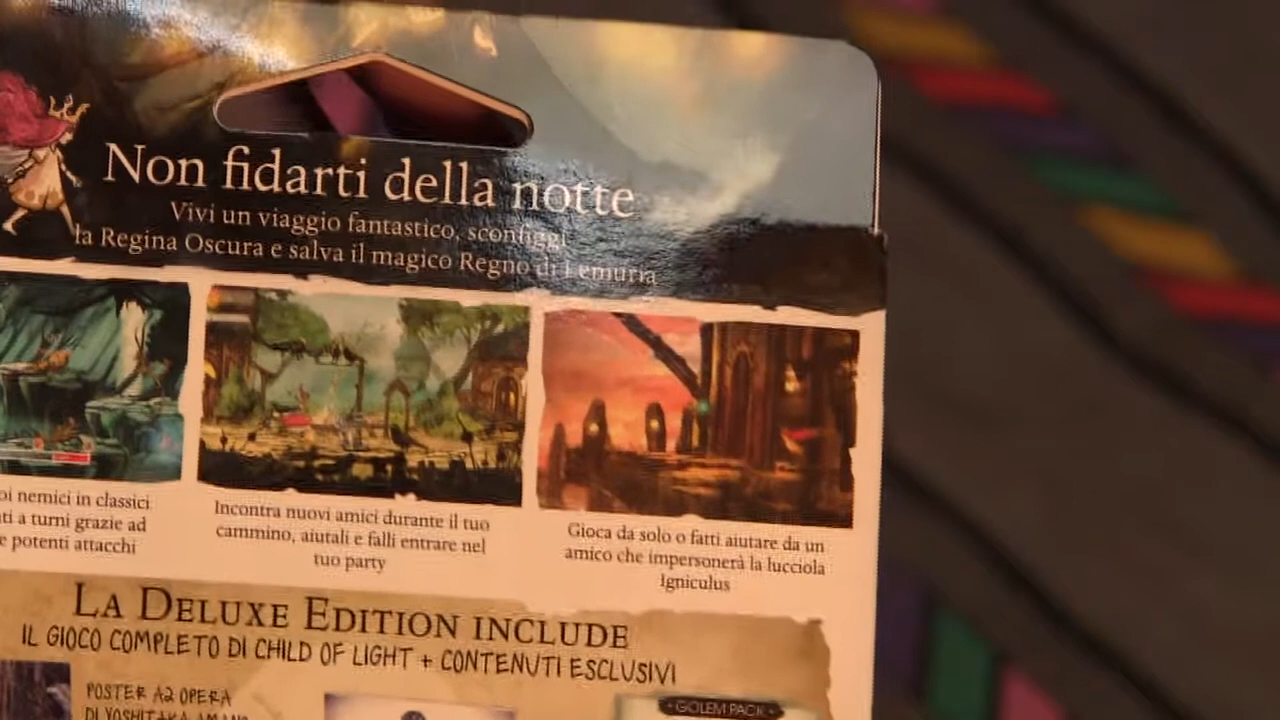 Non fidarti della notte
Vivi un viaggio fantastico, sconfiggi
la Regina Oscura e salva il magico Regno di Lemuria
oi nemici in classici
ti a turni grazie ad
e potenti attacchi
Incontra nuovi amici durante il tuo
cammino, aiutali e falli entrare nel
tuo party
Gioca da solo o fatti aiutare da un
amico che impersonerà la lucciola
Igniculus
LA DELUXE EDITION INCLUDE
IL GIOCO COMPLETO DI CHILD OF LIGHT + CONTENUTI ESCLUSIVI
POSTER A2 OPERA
DI YOSHITAKA AMANO
GOLEM PACK